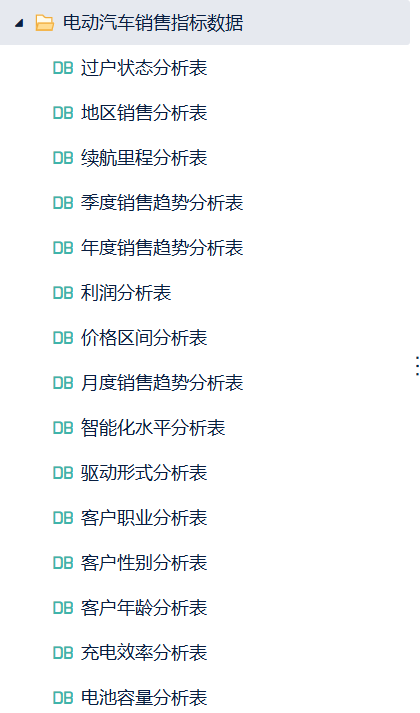 电动汽车销售指标数据
DB 过户状态分析表
DB 地区销售分析表
DB 续航里程分析表
DB 季度销售趋势分析表
DB 年度销售趋势分析表
DB 利润分析表
DB 价格区间分析表
DB 月度销售趋势分析表
DB 智能化水平分析表
DB 驱动形式分析表
DB 客户职业分析表
DB 客户性别分析表
DB 客户年龄分析表
DB 充电效率分析表
DB 电池容量分析表